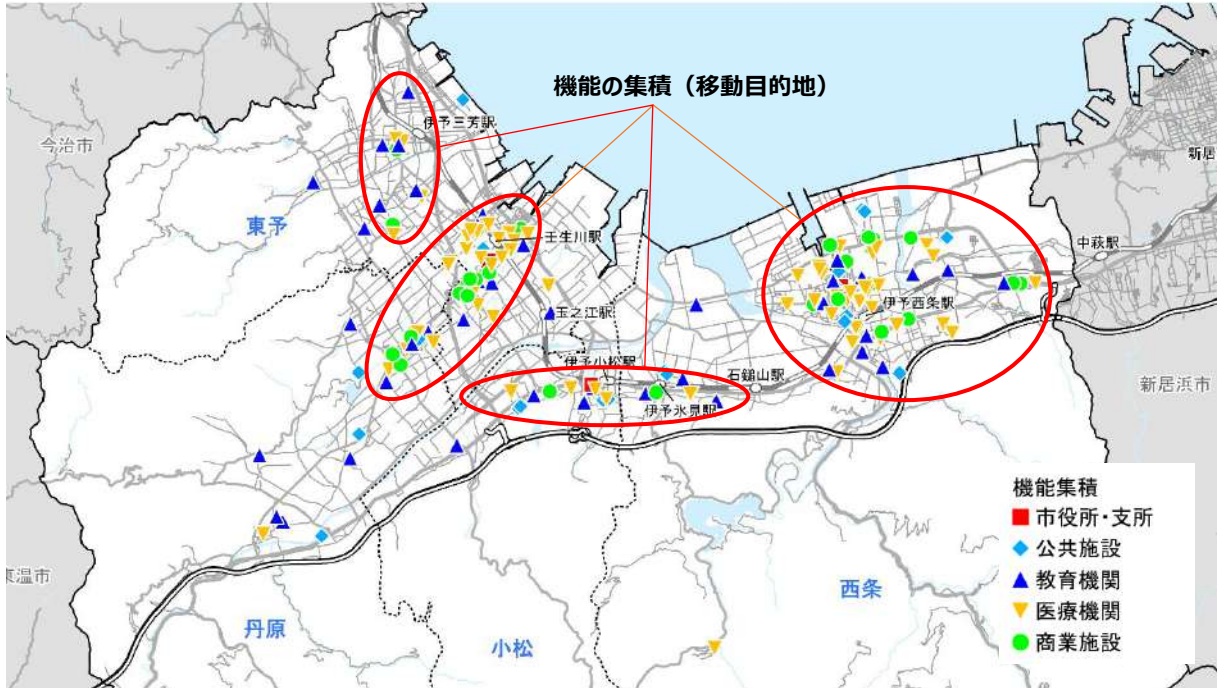 機能の集積（移動目的地）
伊予三芳駅
今治市
新居
東予
壬生川駅
中萩駅
伊予西条駅
玉之江駅
伊予小松駅
石鎚山駅
新居浜市
伊予氷見駅
機能集積
市役所・支所
公共施設
教育機関
医療機関
商業施設
東温市
西条
丹原
小松